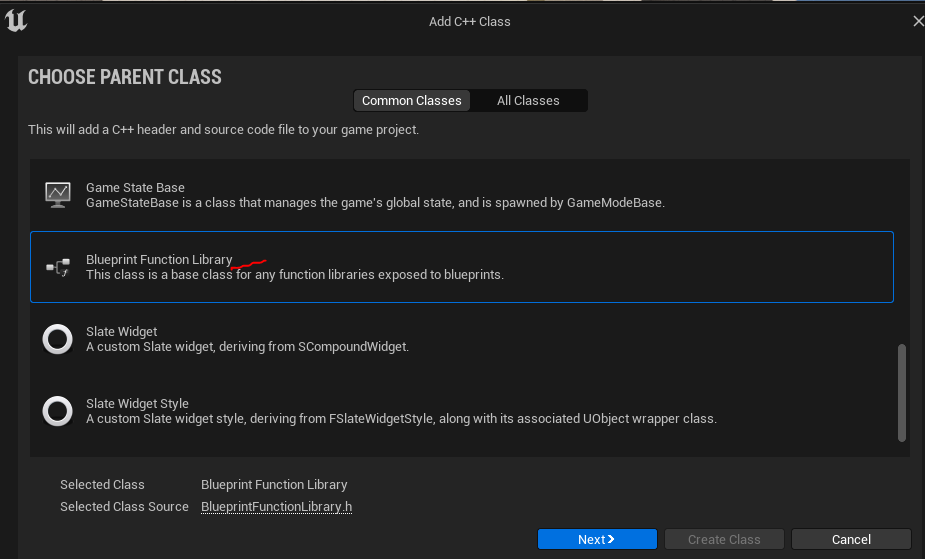 Add C++ Class
CHOOSE PARENT CLASS
Common Classes
All Classes
This will add a C++ header and source code file to your game project.
Game State Base
GameStateBase is a class that manages the game's global state, and is spawned by GameModeBase.
Blueprint Function Library
This class is a base class for any function libraries exposed to blueprints.
Slate Widget
A custom Slate widget, deriving from SCompoundWidget.
Slate Widget Style
A custom Slate widget style, deriving from FSlateWidgetStyle, along with its associated UObject wrapper class.
Selected Class Blueprint Function Library
Selected Class Source BlueprintFunctionLibrary.h
Next
Create Class
Cancel